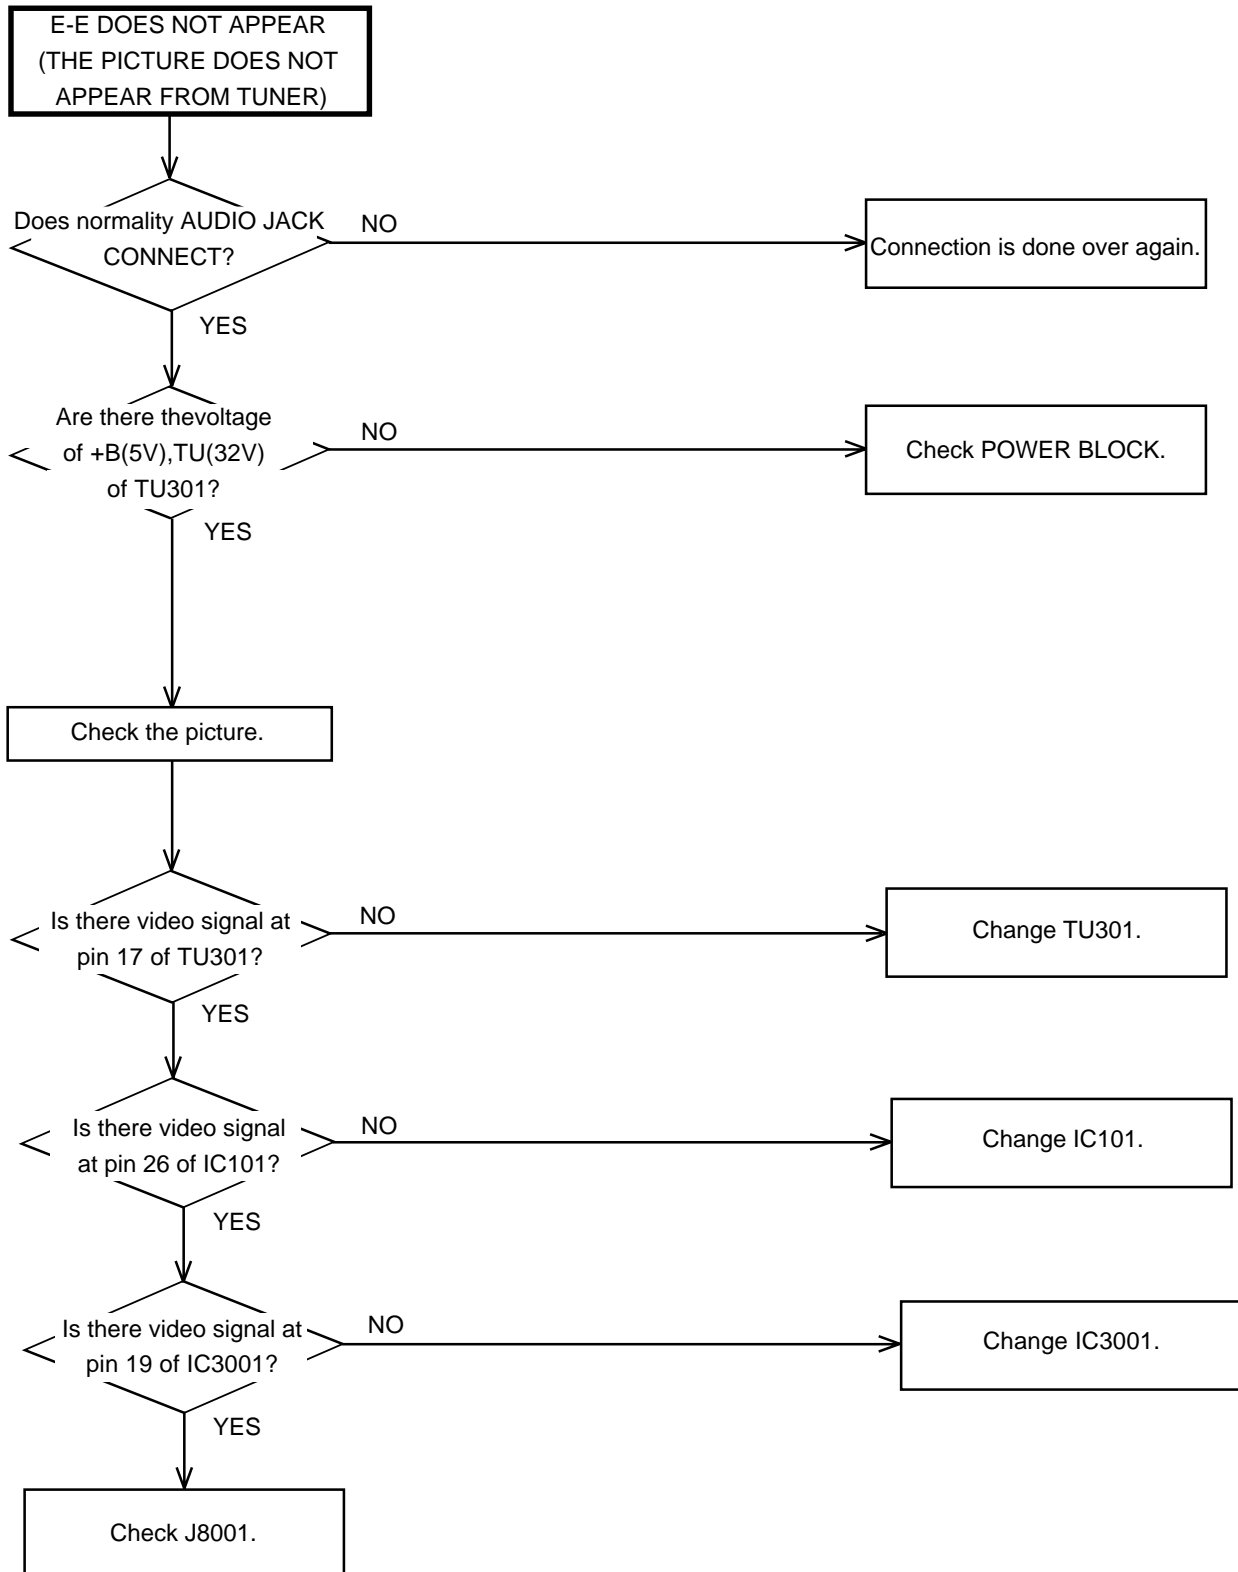 E-E DOES NOT APPEAR
(THE PICTURE DOES NOT
APPEAR FROM TUNER)
Does normality AUDIO JACK
CONNECT?
NO
Connection is done over again.
YES
Are there thevoltage
of +B(5V),TU(32V)
of TU301?
NO
Check POWER BLOCK.
YES
Check the picture.
Is there video signal at
pin 17 of TU301?
NO
Change TU301.
YES
Is there video signal
at pin 26 of IC101?
NO
Change IC101.
YES
Is there video signal at
pin 19 of IC3001?
NO
Change IC3001.
YES
Check J8001.